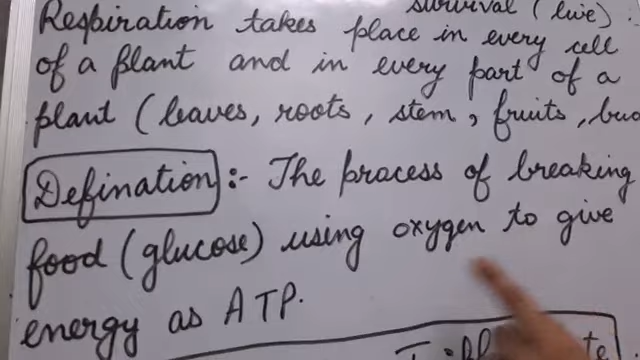 survival (live).
Respiration takes place in every cell
of a plant and in every part of a
plant (leaves, roots, stem, fruits,
Defination :- The process of breaking
food (glucose) using oxygen to give
energy as ATP.